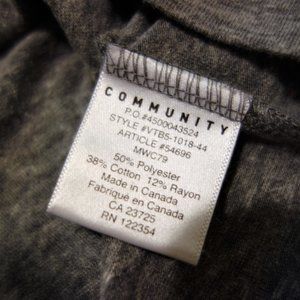 COMMUNITY
P.O.#4500043524
STYLE #VTB5-1018-44
ARTICLE #54696
MWC79
50% Polyester
38% Cotton 12% Rayon
Made in Canada
Fabriqué en Canada
CA 23725
RN 122354